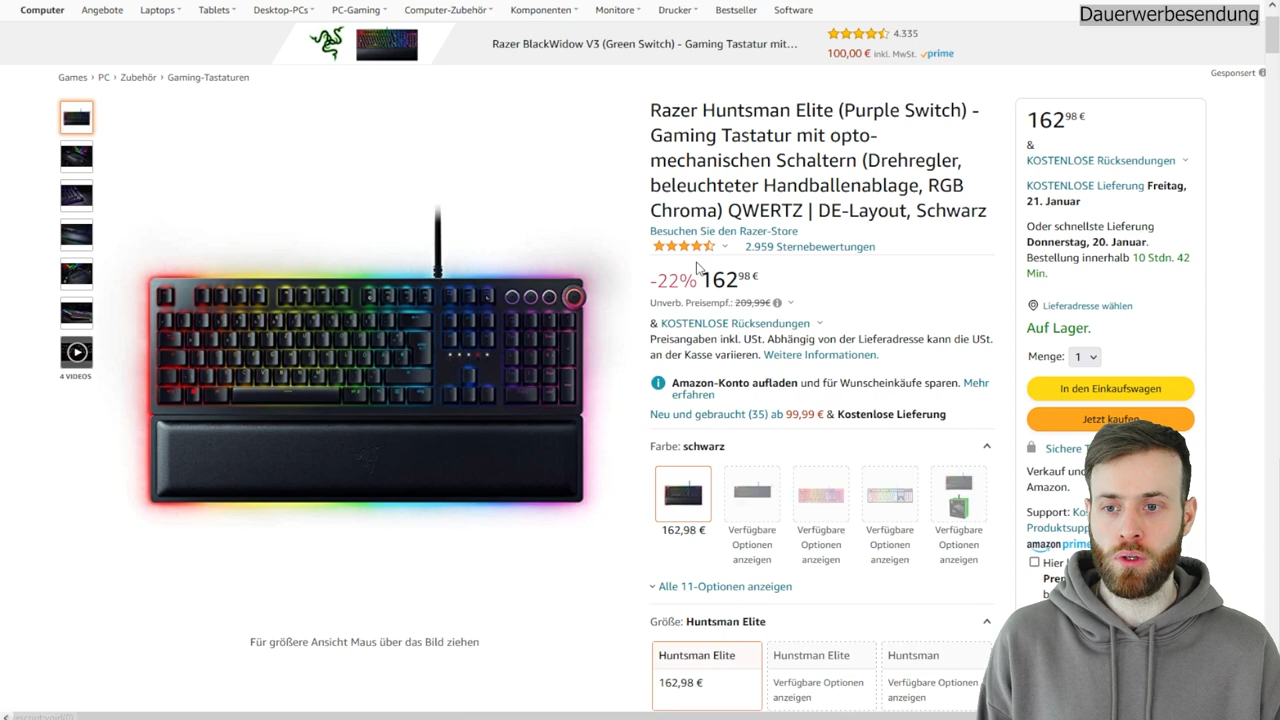 Computer Angebote Laptops Tablets Desktop-PCs PC-Gaming Computer-Zubehör Komponenten Monitore Drucker Bestseller Software
Dauerwerbesendung
Razer BlackWidow V3 (Green Switch) - Gaming Tastatur mit...
4.335
100,00 € inkl. MwSt. prime
Gesponsert
Games › PC › Zubehör › Gaming-Tastaturen
4 VIDEOS
Für größere Ansicht Maus über das Bild ziehen
Razer Huntsman Elite (Purple Switch) -
Gaming Tastatur mit opto-
mechanischen Schaltern (Drehregler,
beleuchteter Handballenablage, RGB
Chroma) QWERTZ | DE-Layout, Schwarz
Besuchen Sie den Razer-Store
2.959 Sternebewertungen
-22% 162 98 €
Unverb. Preisempf.: 209,99€
& KOSTENLOSE Rücksendungen
Preisangaben inkl. USt. Abhängig von der Lieferadresse kann die USt.
an der Kasse variieren. Weitere Informationen.
Amazon-Konto aufladen und für Wunscheinkäufe sparen. Mehr
erfahren
Neu und gebraucht (35) ab 99,99 € & Kostenlose Lieferung
Farbe: schwarz
162,98 €
Verfügbare
Optionen
anzeigen
Verfügbare
Optionen
anzeigen
Verfügbare
Optionen
anzeigen
Verfügbare
Optionen
anzeigen
Alle 11-Optionen anzeigen
Größe: Huntsman Elite
Huntsman Elite
162,98 €
Hunstman Elite
Verfügbare Optionen
anzeigen
Huntsman
Verfügbare Optionen
anzeigen
162 98 €
&
KOSTENLOSE Rücksendungen
KOSTENLOSE Lieferung Freitag,
21. Januar.
Oder schnellste Lieferung
Donnerstag, 20. Januar.
Bestellung innerhalb 10 Stdn. 42
Min.
Lieferadresse wählen
Auf Lager.
Menge: 1
In den Einkaufswagen
Jetzt kaufen
Sichere
Verkauf
Amazon.
Support:
amazon prime
Hier